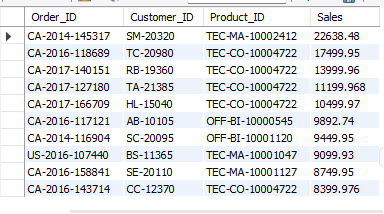 Order_ID Customer_ID Product_ID Sales
CA-2014-145317 SM-20320 TEC-MA-10002412 22638.48
CA-2016-118689 TC-20980 TEC-CO-10004722 17499.95
CA-2017-140151 RB-19360 TEC-CO-10004722 13999.96
CA-2017-127180 TA-21385 TEC-CO-10004722 11199.968
CA-2017-166709 HL-15040 TEC-CO-10004722 10499.97
CA-2016-117121 AB-10105 OFF-BI-10000545 9892.74
CA-2014-116904 SC-20095 OFF-BI-10001120 9449.95
US-2016-107440 BS-11365 TEC-MA-10001047 9099.93
CA-2016-158841 SE-20110 TEC-MA-10001127 8749.95
CA-2016-143714 CC-12370 TEC-CO-10004722 8399.976